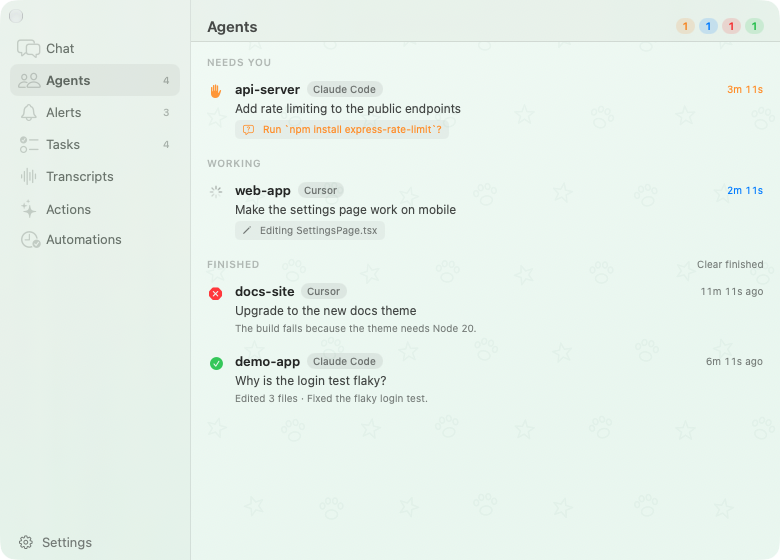 Chat
Agents 4
Alerts 3
Tasks 4
Transcripts
Actions
Automations
Settings
Agents 1 1 1 1
NEEDS YOU
api-server Claude Code 3m 11s
Add rate limiting to the public endpoints
Run `npm install express-rate-limit`?
WORKING
web-app Cursor 2m 11s
Make the settings page work on mobile
Editing SettingsPage.tsx
FINISHED Clear finished
docs-site Cursor 11m 11s ago
Upgrade to the new docs theme
The build fails because the theme needs Node 20.
demo-app Claude Code 6m 11s ago
Why is the login test flaky?
Edited 3 files · Fixed the flaky login test.